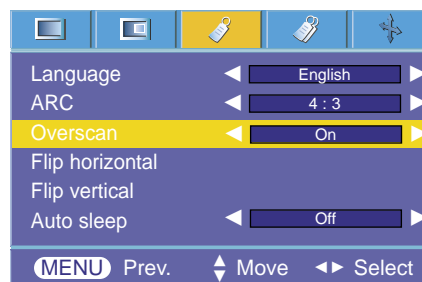 Language English
ARC 4 : 3
Overscan On
Flip horizontal
Flip vertical
Auto sleep Off
MENU Prev. Move Select